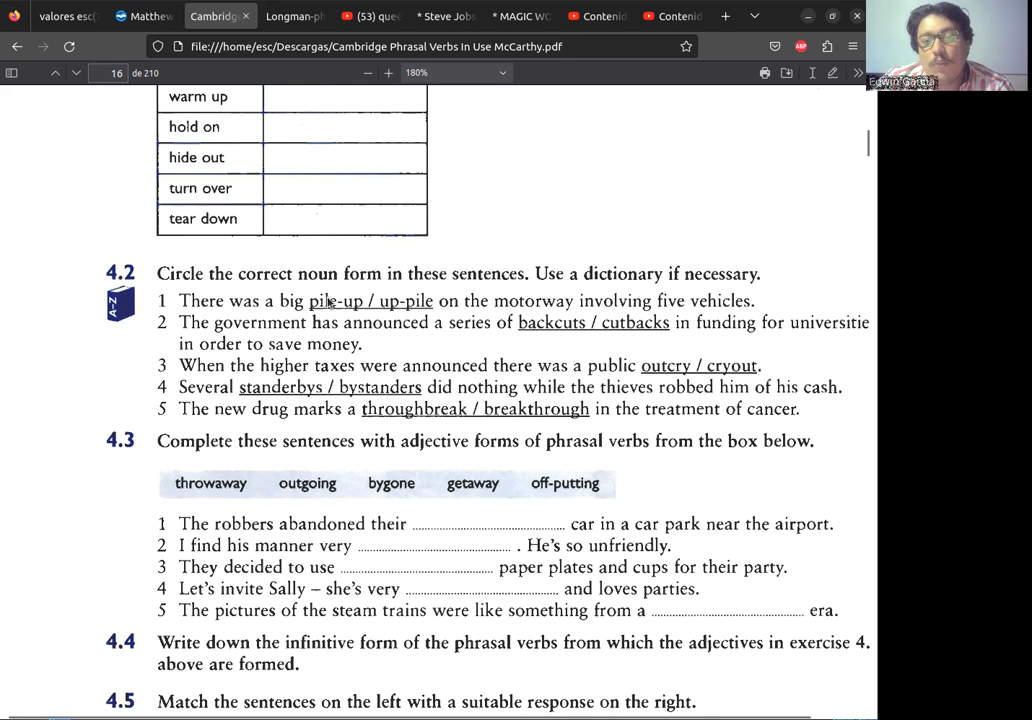 valores esc(
Matthew
Cambridg
Longman-ph
(53) que
* Steve Jobs
* MAGIC WO
Contenid
Contenid
file:///home/esc/Descargas/Cambridge Phrasal Verbs In Use McCarthy.pdf
16 de 210
180%
Edwin Garcia
warm up
hold on
hide out
turn over
tear down
4.2 Circle the correct noun form in these sentences. Use a dictionary if necessary.
A-Z
1 There was a big pile-up / up-pile on the motorway involving five vehicles.
2 The government has announced a series of backcuts / cutbacks in funding for universitie
in order to save money.
3 When the higher taxes were announced there was a public outcry / cryout.
4 Several standerbys / bystanders did nothing while the thieves robbed him of his cash.
5 The new drug marks a throughbreak / breakthrough in the treatment of cancer.
4.3 Complete these sentences with adjective forms of phrasal verbs from the box below.
throwaway outgoing bygone getaway off-putting
1 The robbers abandoned their ........................................ car in a car park near the airport.
2 I find his manner very ........................................ . He's so unfriendly.
3 They decided to use ........................................ paper plates and cups for their party.
4 Let's invite Sally – she's very ........................................ and loves parties.
5 The pictures of the steam trains were like something from a ........................................ era.
4.4 Write down the infinitive form of the phrasal verbs from which the adjectives in exercise 4.
above are formed.
4.5 Match the sentences on the left with a suitable response on the right.